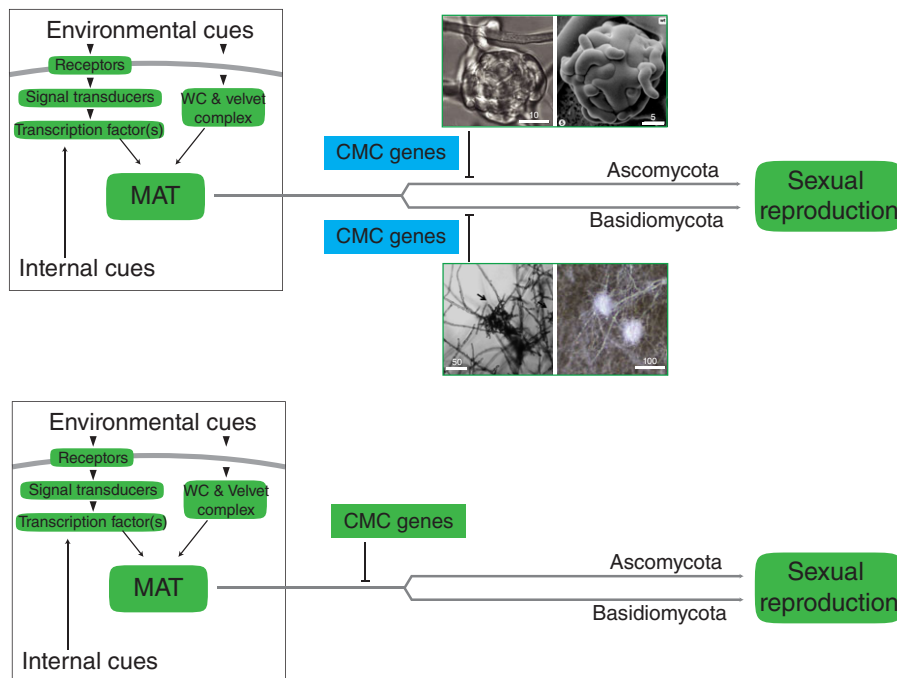 Environmental cues
Receptors
Signal transducers
WC & velvet
complex
Transcription factor(s)
MAT
Internal cues
10
5
CMC genes
Ascomycota
Basidiomycota
CMC genes
Sexual
reproduction
50
100
Environmental cues
Receptors
Signal transducers
WC & Velvet
complex
Transcription factor(s)
MAT
Internal cues
CMC genes
Ascomycota
Basidiomycota
Sexual
reproduction